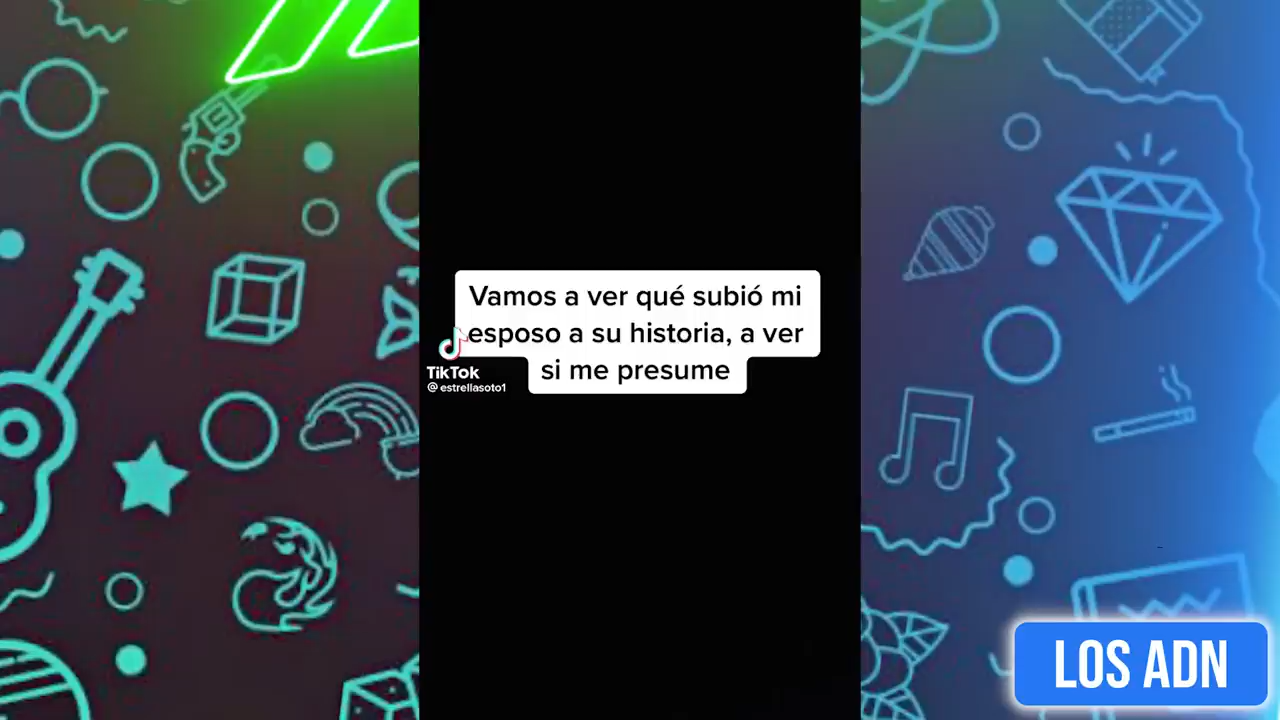 Vamos a ver qué subió mi
esposo a su historia, a ver
si me presume
TikTok
@estrellasoto1
LOS ADN